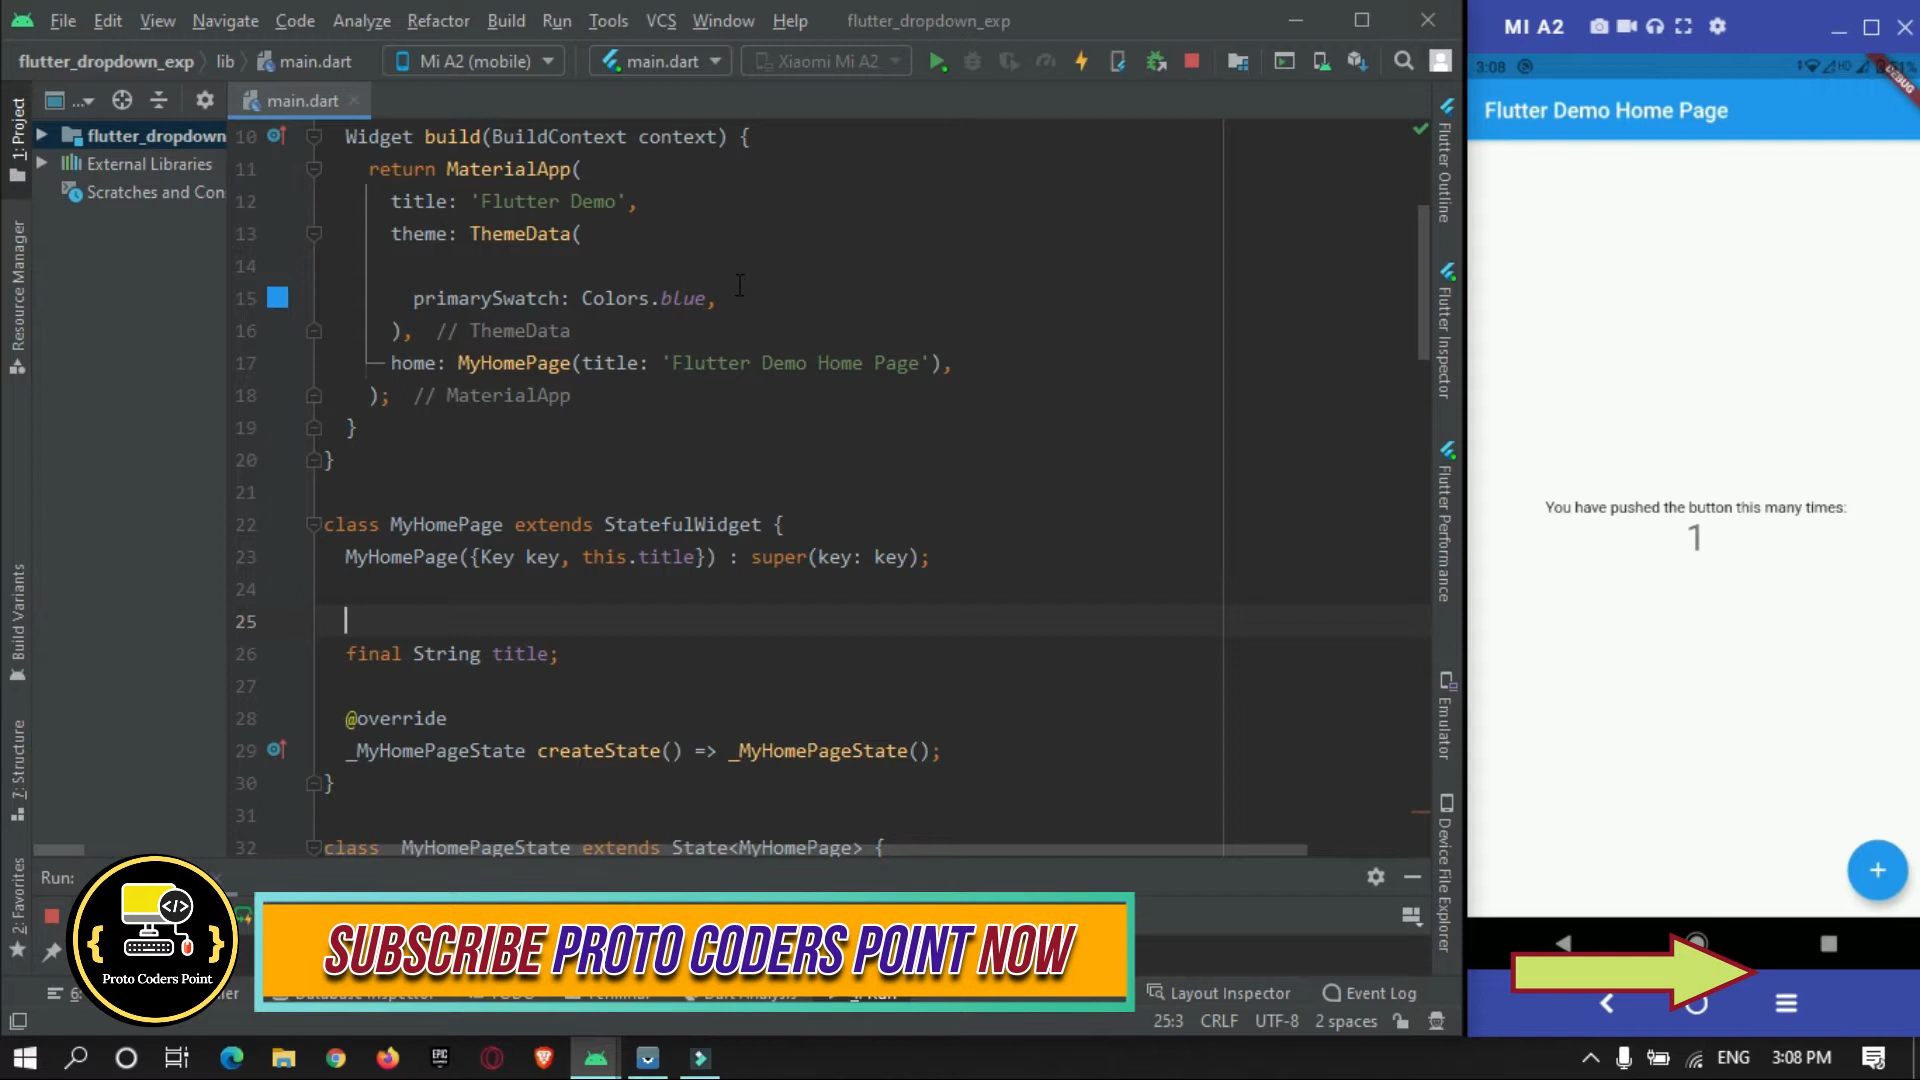 File Edit View Navigate Code Analyze Refactor Build Run Tools VCS Window Help flutter_dropdown_exp
flutter_dropdown_exp lib main.dart Mi A2 (mobile) main.dart Xiaomi Mi A2
...
main.dart
1: Project
Resource Manager
Build Variants
7: Structure
2: Favorites
flutter_dropdown
External Libraries
Scratches and Con
10 Widget build(BuildContext context) {
11 return MaterialApp(
12 title: 'Flutter Demo',
13 theme: ThemeData(
14
15 primarySwatch: Colors.blue,
16 ), // ThemeData
17 home: MyHomePage(title: 'Flutter Demo Home Page'),
18 ); // MaterialApp
19 }
20 }
21
22 class MyHomePage extends StatefulWidget {
23 MyHomePage({Key key, this.title}) : super(key: key);
24
25
26 final String title;
27
28 @override
29 _MyHomePageState createState() => _MyHomePageState();
30 }
31
32 class _MyHomePageState extends State<MyHomePage> {
Flutter Outline
Flutter Inspector
Flutter Performance
Emulator
Device File Explorer
Run:
Proto Coders Point
SUBSCRIBE PROTO CODERS POINT NOW
Layout Inspector Event Log
25:3 CRLF UTF-8 2 spaces
MI A2
3:08
DEBUG
Flutter Demo Home Page
You have pushed the button this many times:
1
+
EPIC
GAMES
ENG 3:08 PM